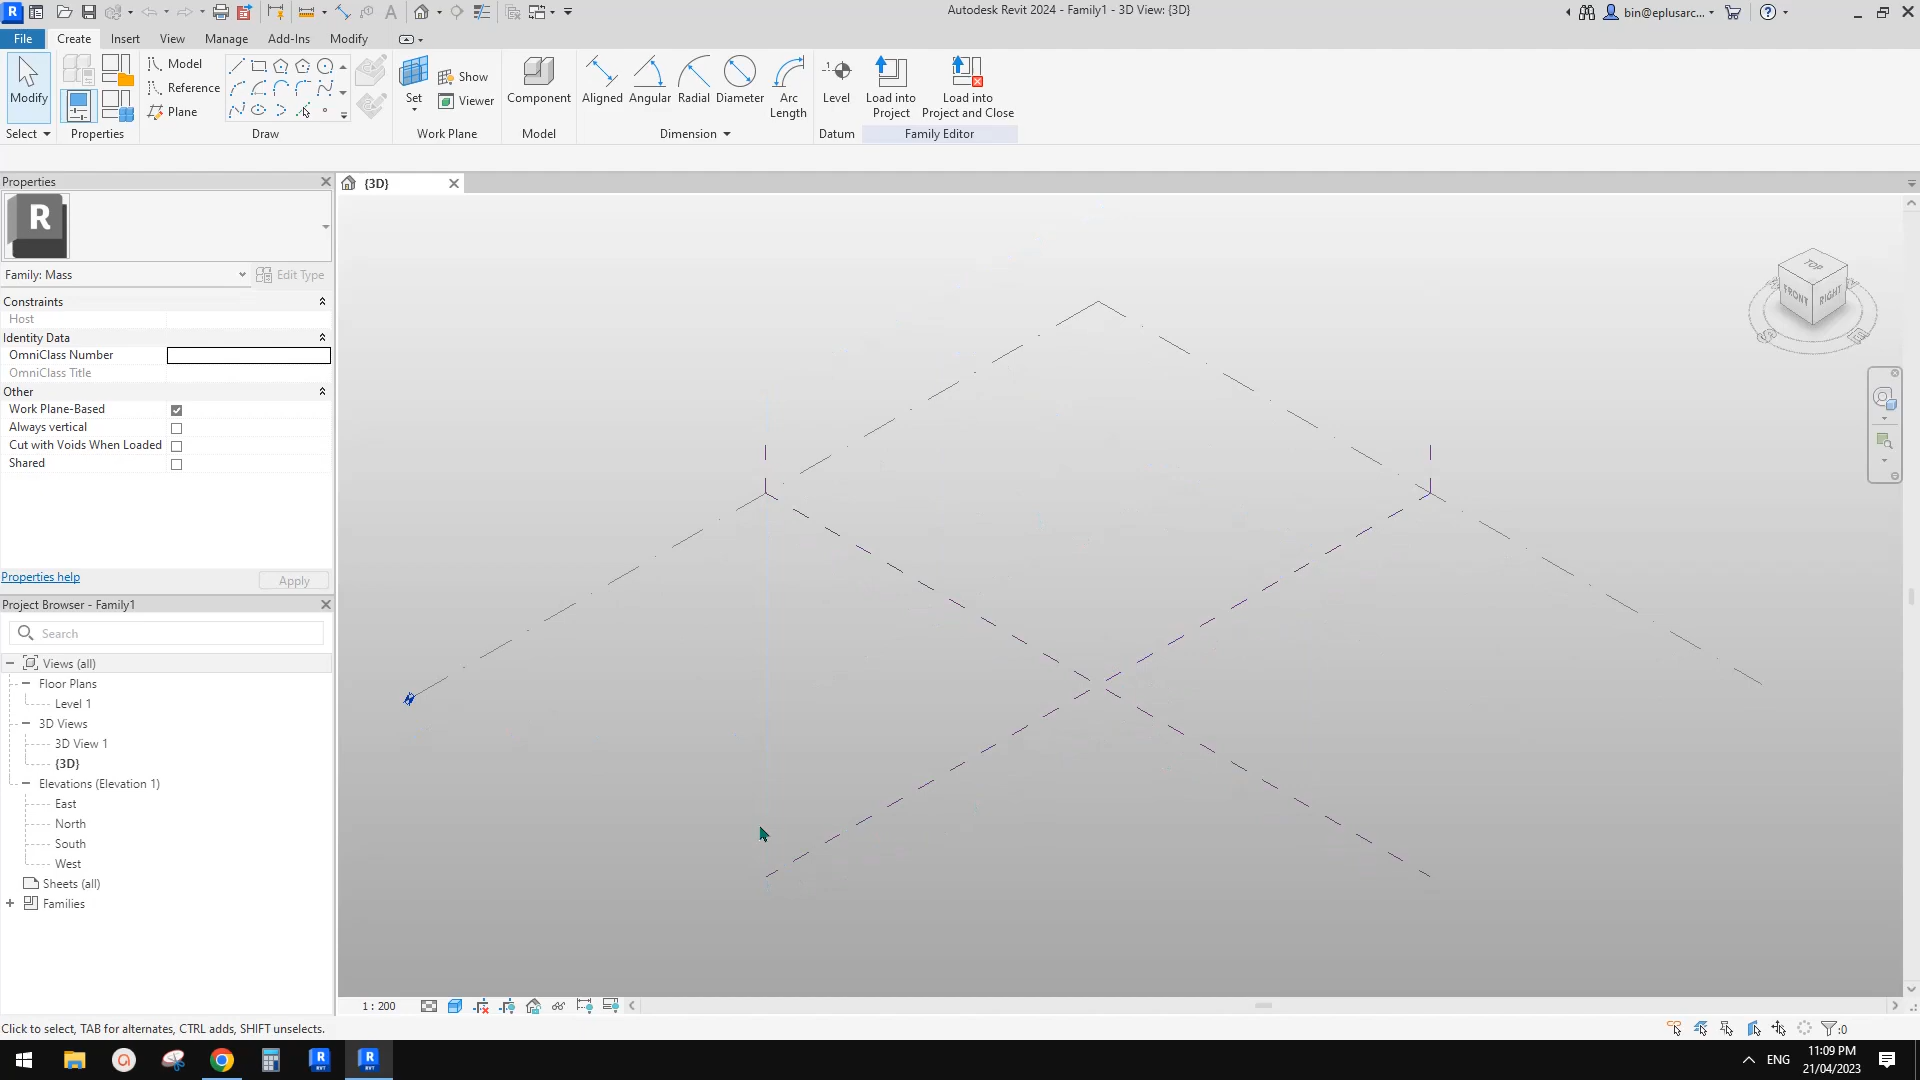 Autodesk Revit 2024 - Family1 - 3D View: {3D}
bin@eplusarc...
File Create Insert View Manage Add-Ins Modify
Modify
Model
Reference
Plane
Set
Show
Viewer
Component
Aligned
Angular
Radial
Diameter
Arc
Length
Level
Load into
Project
Load into
Project and Close
Select
Properties
Draw
Work Plane
Model
Dimension
Datum
Family Editor
Properties
{3D}
R
Family: Mass
Edit Type
Constraints
Host
Identity Data
OmniClass Number
OmniClass Title
Other
Work Plane-Based
Always vertical
Cut with Voids When Loaded
Shared
Properties help
Apply
Project Browser - Family1
Search
Views (all)
Floor Plans
Level 1
3D Views
3D View 1
{3D}
Elevations (Elevation 1)
East
North
South
West
Sheets (all)
Families
TOP
FRONT
RIGHT
S
E
1 : 200
Click to select, TAB for alternates, CTRL adds, SHIFT unselects.
:0
ENG
11:09 PM
21/04/2023